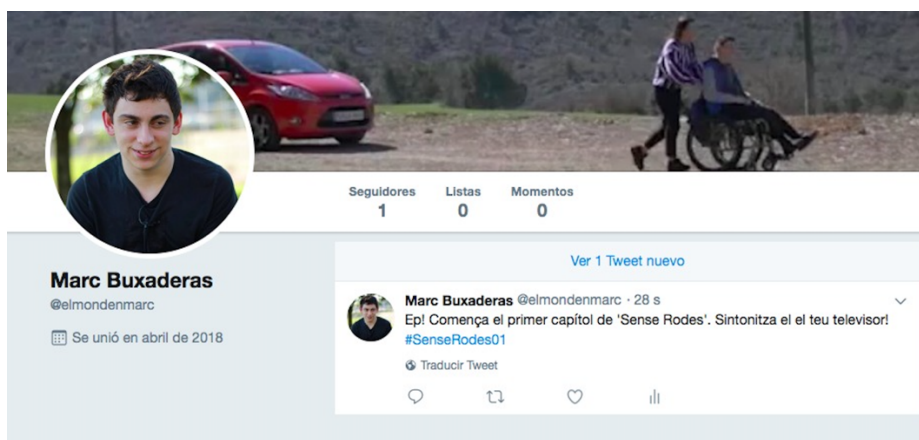 Seguidores Listas Momentos
1 0 0
Marc Buxaderas
@elmondenmarc
Se unió en abril de 2018
Ver 1 Tweet nuevo
Marc Buxaderas @elmondenmarc · 28 s
Ep! Comença el primer capítol de 'Sense Rodes'. Sintonitza el el teu televisor!
#SenseRodes01
Traducir Tweet